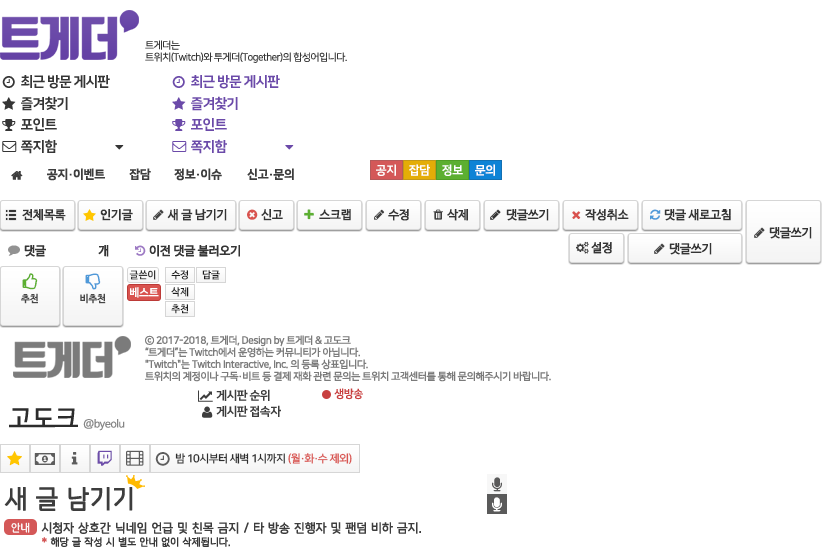 트게더
트게더는
트위치(Twitch)와 투게더(Together)의 합성어입니다.
최근 방문 게시판 최근 방문 게시판
즐겨찾기 즐겨찾기
포인트 포인트
쪽지함 쪽지함
공지·이벤트 잡담 정보·이슈 신고·문의
공지 잡담 정보 문의
전체목록 인기글 새 글 남기기 신고 스크랩 수정 삭제 댓글쓰기 작성취소 댓글 새로고침 댓글쓰기
설정 댓글쓰기
댓글 개 이전 댓글 불러오기
추천 비추천
글쓴이 수정 답글
베스트 삭제
추천
트게더
© 2017-2018, 트게더, Design by 트게더 & 고도크
"트게더"는 Twitch에서 운영하는 커뮤니티가 아닙니다.
"Twitch"는 Twitch Interactive, Inc. 의 등록 상표입니다.
트위치의 계정이나 구독·비트 등 결제 재화 관련 문의는 트위치 고객센터를 통해 문의해주시기 바랍니다.
게시판 순위 생방송
게시판 접속자
고도크 @byeolu
밤 10시부터 새벽 1시까지 (월·화·수 제외)
새 글 남기기
안내 시청자 상호간 닉네임 언급 및 친목 금지 / 타 방송 진행자 및 팬덤 비하 금지.
* 해당 글 작성 시 별도 안내 없이 삭제됩니다.